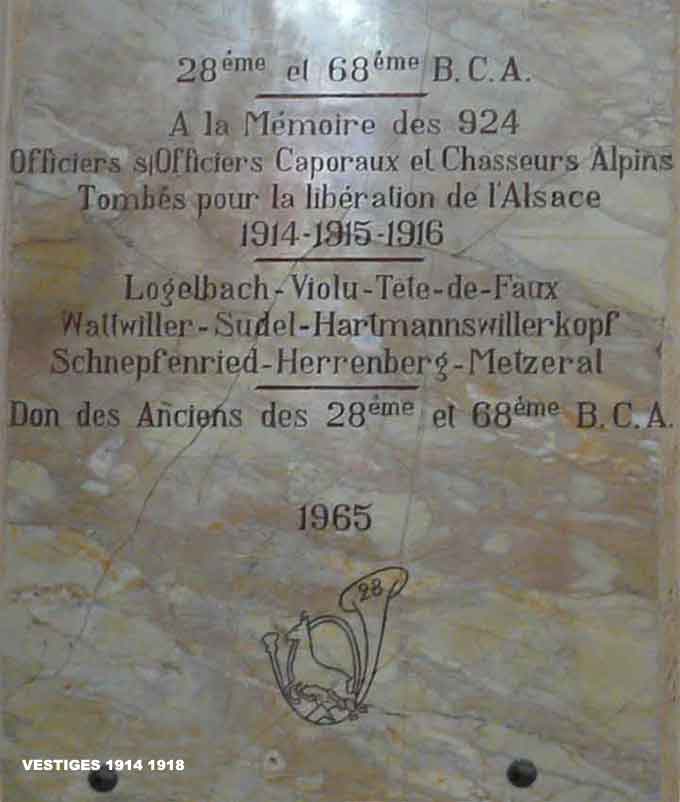 28ème et 68ème B.C.A.
A la Mémoire des 924
Officiers s/Officiers Caporaux et Chasseurs Alpins
Tombés pour la libération de l'Alsace
1914-1915-1916
Logelbach-Violu-Tete-de-Faux
Wattwiller-Sudel-Hartmannswillerkopf
Schnepfenried-Herrenberg-Metzeral
Don des Anciens des 28ème et 68ème B.C.A.
1965
28
VESTIGES 1914 1918